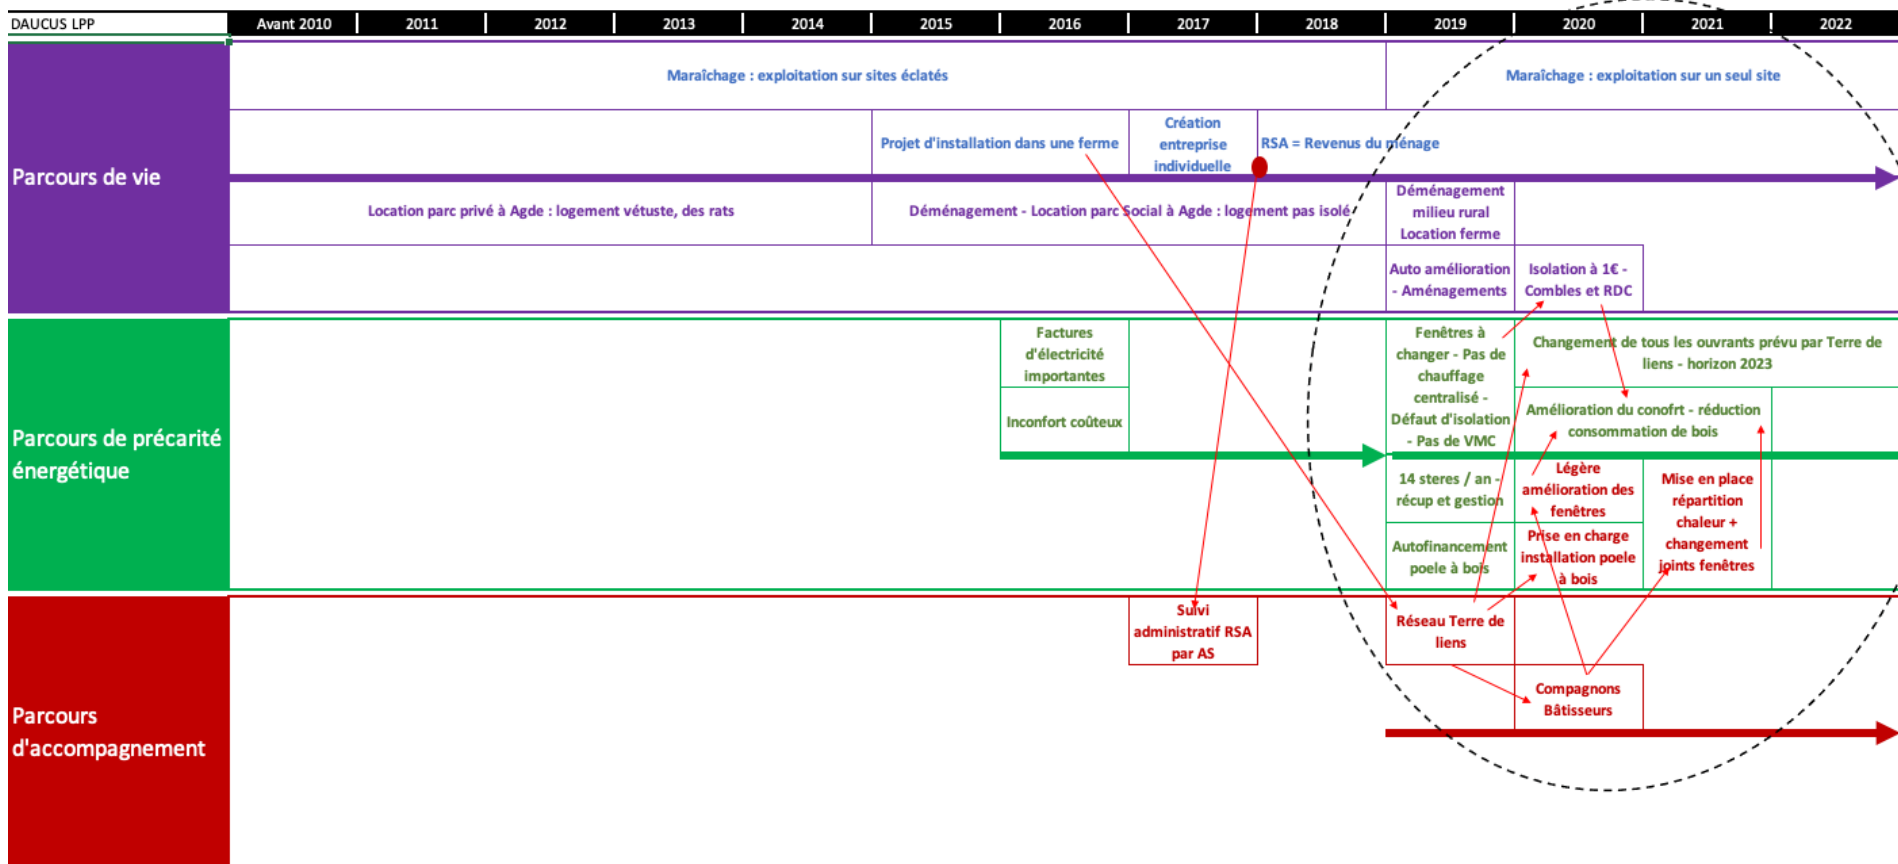 DAUCUS LPP
Avant 2010
2011
2012
2013
2014
2015
2016
2017
2018
2019
2020
2021
2022
Parcours de vie
Maraîchage : exploitation sur sites éclatés
Maraîchage : exploitation sur un seul site
Projet d'installation dans une ferme
Création
entreprise
individuelle
RSA = Revenus du ménage
Location parc privé à Agde : logement vétuste, des rats
Déménagement - Location parc Social à Agde : logement pas isolé
Déménagement
milieu rural
Location ferme
Auto amélioration
- Aménagements
Isolation à 1€ -
Combles et RDC
Parcours de précarité
énergétique
Factures
d'électricité
importantes
Inconfort coûteux
Fenêtres à
changer - Pas de
chauffage
centralisé -
Défaut d'isolation
- Pas de VMC
Changement de tous les ouvrants prévu par Terre de
liens - horizon 2023
Amélioration du conofrt - réduction
consommation de bois
14 steres / an -
récup et gestion
Légère
amélioration des
fenêtres
Mise en place
répartition
chaleur +
changement
joints fenêtres
Autofinancement
poele à bois
Prise en charge
installation poele
à bois
Parcours
d'accompagnement
Suivi
administratif RSA
par AS
Réseau Terre de
liens
Compagnons
Bâtisseurs